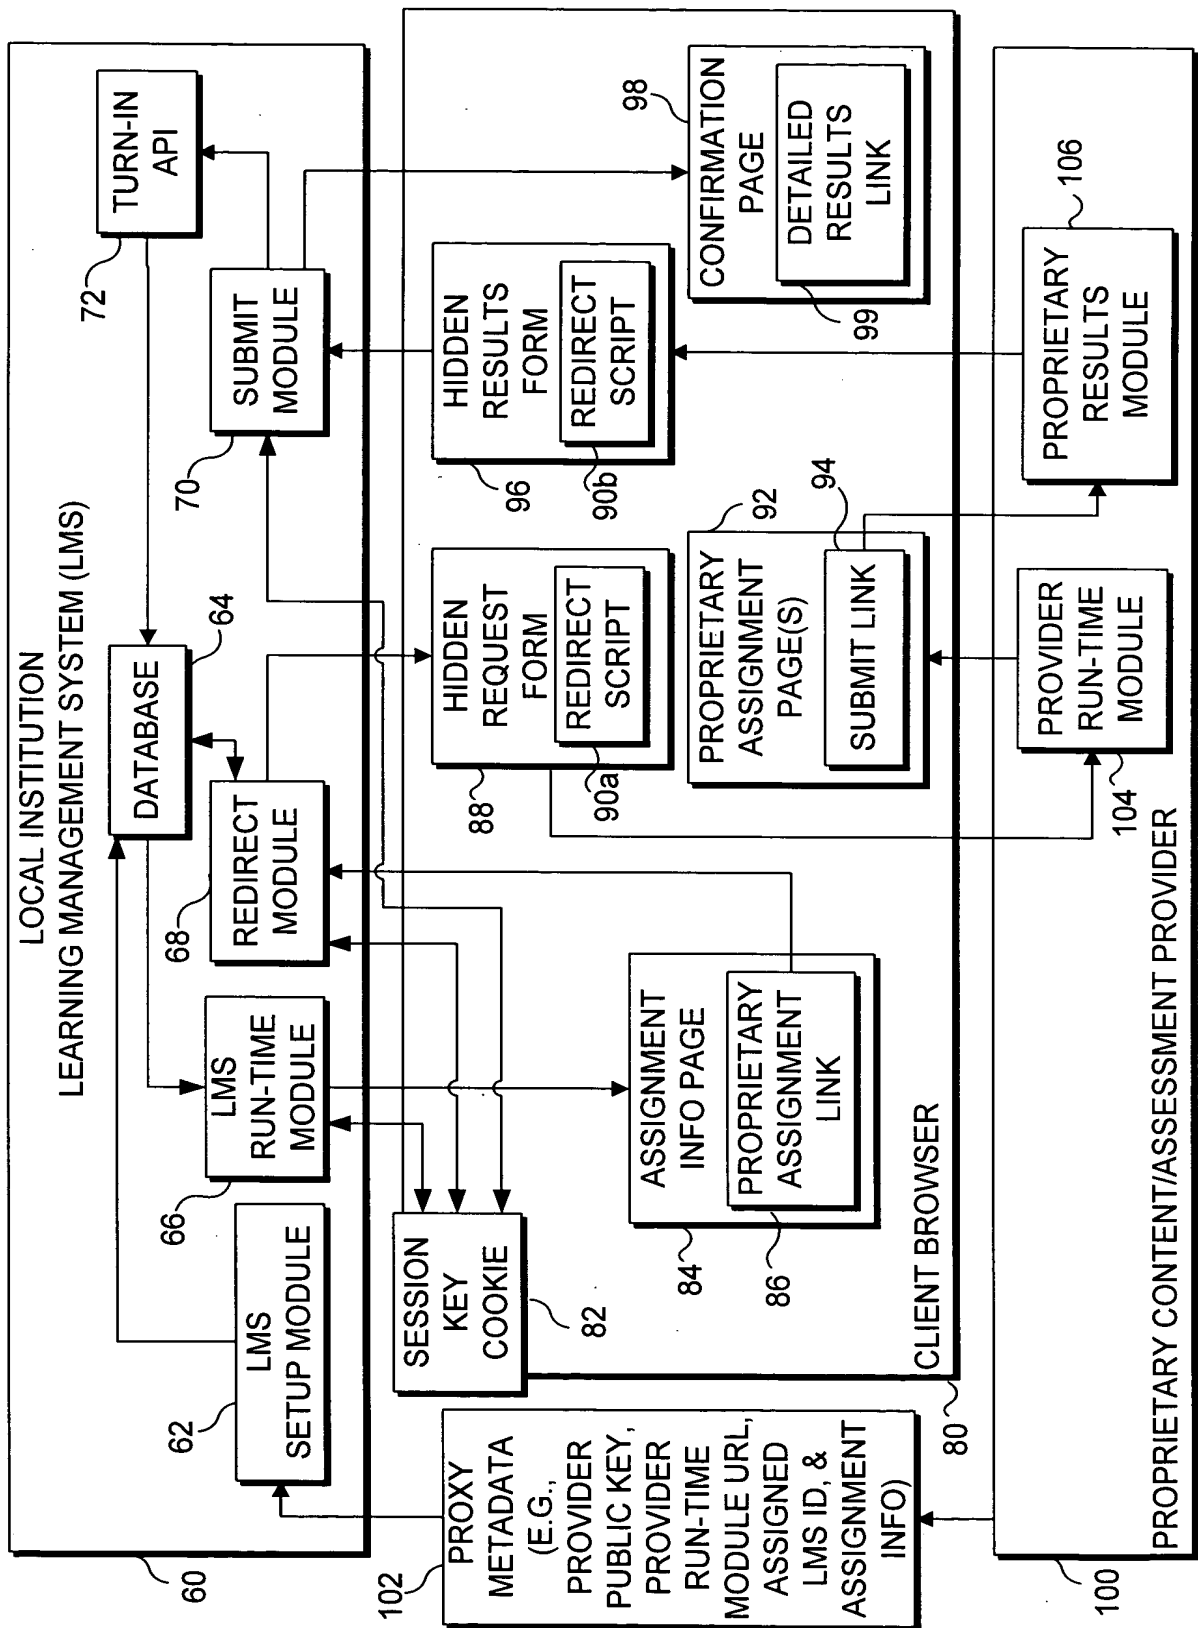 LOCAL INSTITUTION
LEARNING MANAGEMENT SYSTEM (LMS)
60
LMS
SETUP MODULE
62
LMS
RUN-TIME
MODULE
66
REDIRECT
MODULE
68
DATABASE
64
SUBMIT
MODULE
70
TURN-IN
API
72
PROXY
METADATA
(E.G.,
PROVIDER
PUBLIC KEY,
PROVIDER
RUN-TIME
MODULE URL,
ASSIGNED
LMS ID, &
ASSIGNMENT
INFO)
102
SESSION
KEY
COOKIE
82
ASSIGNMENT
INFO PAGE
84
PROPRIETARY
ASSIGNMENT
LINK
86
HIDDEN
REQUEST
FORM
88
REDIRECT
SCRIPT
90a
PROPRIETARY
ASSIGNMENT
PAGE(S)
92
SUBMIT LINK
94
HIDDEN
RESULTS
FORM
96
REDIRECT
SCRIPT
90b
CONFIRMATION
PAGE
98
DETAILED
RESULTS
LINK
99
CLIENT BROWSER
80
PROVIDER
RUN-TIME
MODULE
104
PROPRIETARY
RESULTS
MODULE
106
PROPRIETARY CONTENT/ASSESSMENT PROVIDER
100